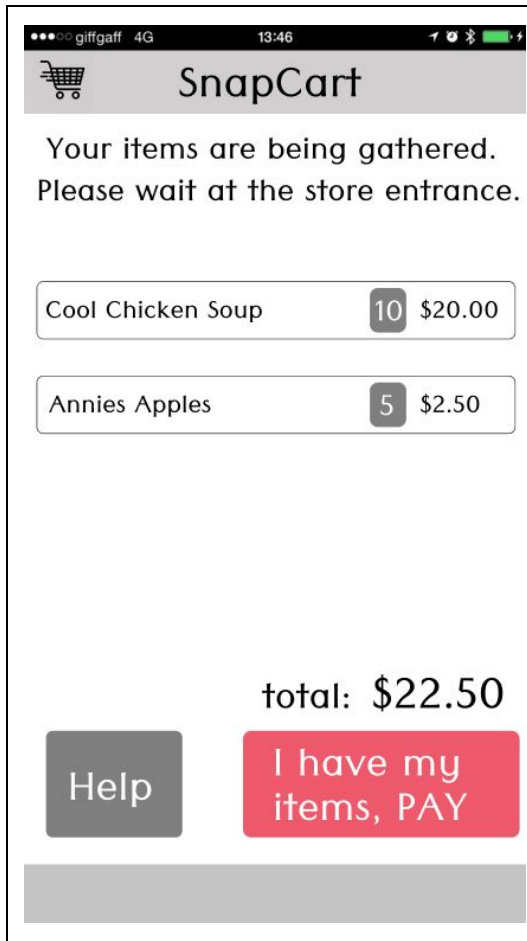 giffgaff 4G 13:46
SnapCart
Your items are being gathered.
Please wait at the store entrance.
Cool Chicken Soup 10 $20.00
Annies Apples 5 $2.50
total: $22.50
Help
I have my
items, PAY